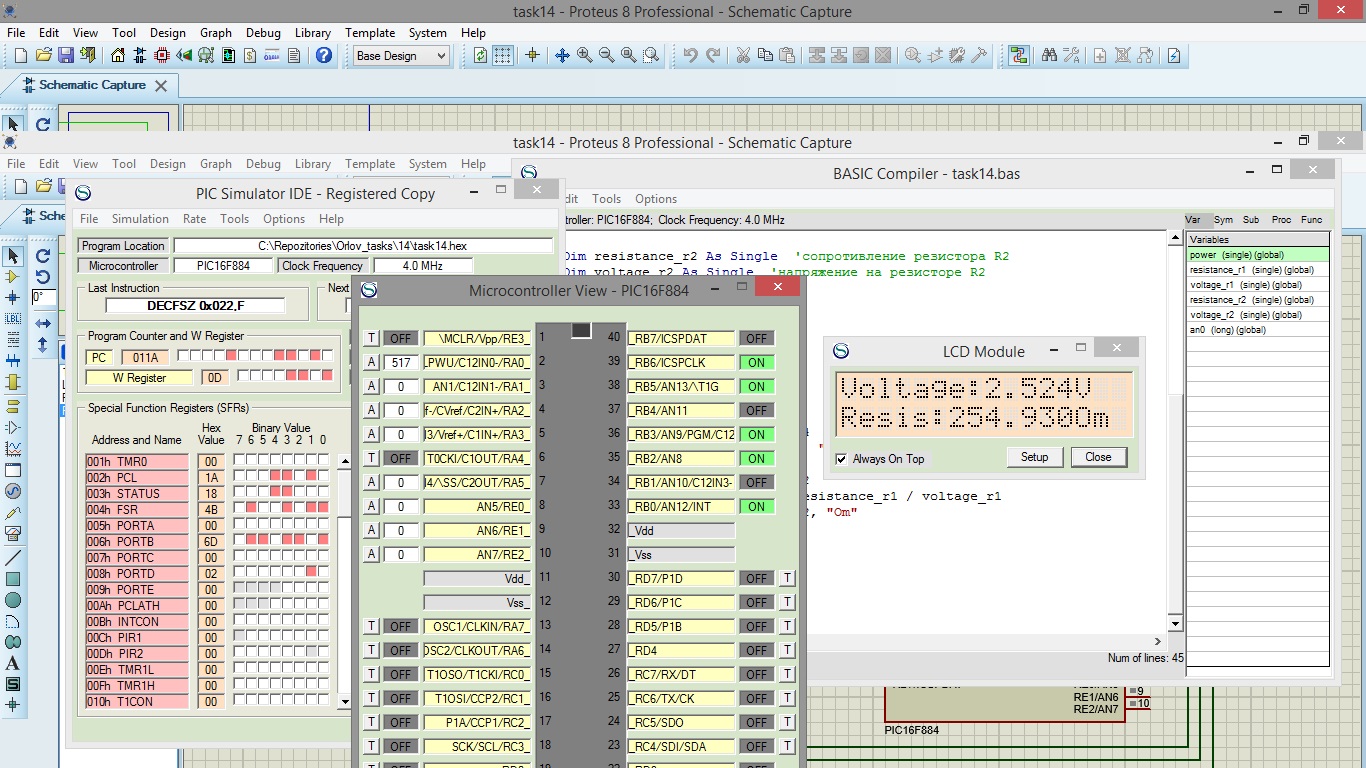 task14 - Proteus 8 Professional - Schematic Capture
File Edit View Tool Design Graph Debug Library Template System Help
Base Design
Schematic Capture
task14 - Proteus 8 Professional - Schematic Capture
File Edit View Tool Design Graph Debug Library Template System Help
BASIC Compiler - task14.bas
Tools Options
PIC16F884; Clock Frequency: 4.0 MHz
Var Sym Sub Proc Func
Variables
power (single)(global)
resistance_r1 (single)(global)
voltage_r1 (single)(global)
resistance_r2 (single)(global)
voltage_r2 (single)(global)
an0 (long)(global)
Dim resistance_r2 As Single 'сопротивление резистора R2
Dim voltage_r2 As Single 'напряжение на резисторе R2
esistance_r1 / voltage_r1
2, "Om"
Num of lines: 45
PIC Simulator IDE - Registered Copy
File Simulation Rate Tools Options Help
Program Location C:\Repozitories\Orlov_tasks\14\task14.hex
Microcontroller PIC16F884 Clock Frequency 4.0 MHz
Last Instruction Next
DECFSZ 0x022,F
Program Counter and W Register
PC 011A
W Register 0D
Special Function Registers (SFRs)
Address and Name Hex Value Binary Value 7 6 5 4 3 2 1 0
001h TMR0 00
002h PCL 1A
003h STATUS 18
004h FSR 4B
005h PORTA 00
006h PORTB 6D
007h PORTC 00
008h PORTD 02
009h PORTE 00
00Ah PCLATH 00
00Bh INTCON 00
00Ch PIR1 00
00Dh PIR2 00
00Eh TMR1L 00
00Fh TMR1H 00
010h T1CON 00
Microcontroller View - PIC16F884
T OFF \MCLR/Vpp/RE3_ 1 40 _RB7/ICSPDAT OFF
A 517 .PWU/C12IN0-/RA0_ 2 39 _RB6/ICSPCLK ON
A 0 AN1/C12IN1-/RA1_ 3 38 _RB5/AN13/\T1G ON
A 0 f-/CVref/C2IN+/RA2_ 4 37 _RB4/AN11 OFF
A 0 I3/Vref+/C1IN+/RA3_ 5 36 _RB3/AN9/PGM/C12 ON
T OFF T0CKI/C1OUT/RA4_ 6 35 _RB2/AN8 ON
A 0 I4/\SS/C2OUT/RA5_ 7 34 _RB1/AN10/C12IN3- OFF
A 0 AN5/RE0_ 8 33 _RB0/AN12/INT ON
A 0 AN6/RE1_ 9 32 _Vdd
A 0 AN7/RE2_ 10 31 _Vss
Vdd_ 11 30 _RD7/P1D OFF T
Vss_ 12 29 _RD6/P1C OFF T
T OFF OSC1/CLKIN/RA7_ 13 28 _RD5/P1B OFF T
T OFF OSC2/CLKOUT/RA6_ 14 27 _RD4 OFF T
T OFF T1OSO/T1CKI/RC0_ 15 26 _RC7/RX/DT OFF T
T OFF T1OSI/CCP2/RC1_ 16 25 _RC6/TX/CK OFF T
T OFF P1A/CCP1/RC2_ 17 24 _RC5/SDO OFF T
T OFF SCK/SCL/RC3_ 18 23 _RC4/SDI/SDA OFF T
LCD Module
Voltage:2.524V
Resis:254.930Om
Always On Top Setup Close
9
RE1/AN6 10
RE2/AN7
PIC16F884